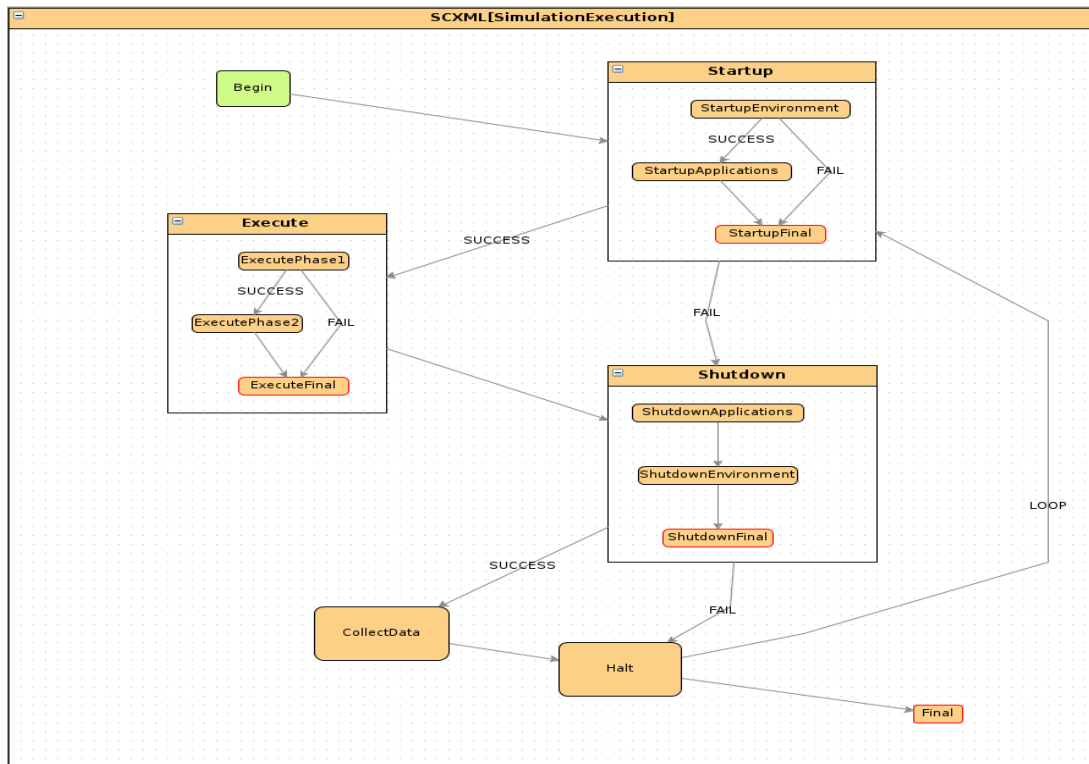 SCXML[SimulationExecution]
Begin
Startup
StartupEnvironment
SUCCESS
StartupApplications
FAIL
StartupFinal
SUCCESS
Execute
ExecutePhase1
SUCCESS
ExecutePhase2
FAIL
ExecuteFinal
FAIL
Shutdown
ShutdownApplications
ShutdownEnvironment
ShutdownFinal
LOOP
SUCCESS
FAIL
CollectData
Halt
Final